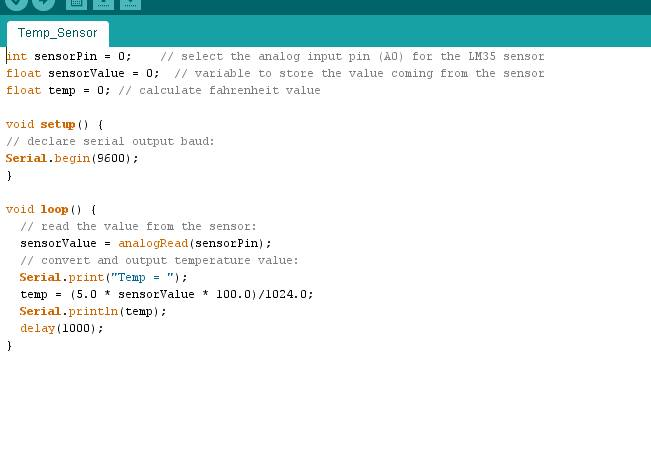 Temp_Sensor
int sensorPin = 0;    // select the analog input pin (A0) for the LM35 sensor
float sensorValue = 0;  // variable to store the value coming from the sensor
float temp = 0; // calculate fahrenheit value
void setup() {
// declare serial output baud:
Serial.begin(9600);
}
void loop() {
  // read the value from the sensor:
  sensorValue = analogRead(sensorPin);
  // convert and output temperature value:
  Serial.print("Temp = ");
  temp = (5.0 * sensorValue * 100.0)/1024.0;
  Serial.println(temp);
  delay(1000);
}